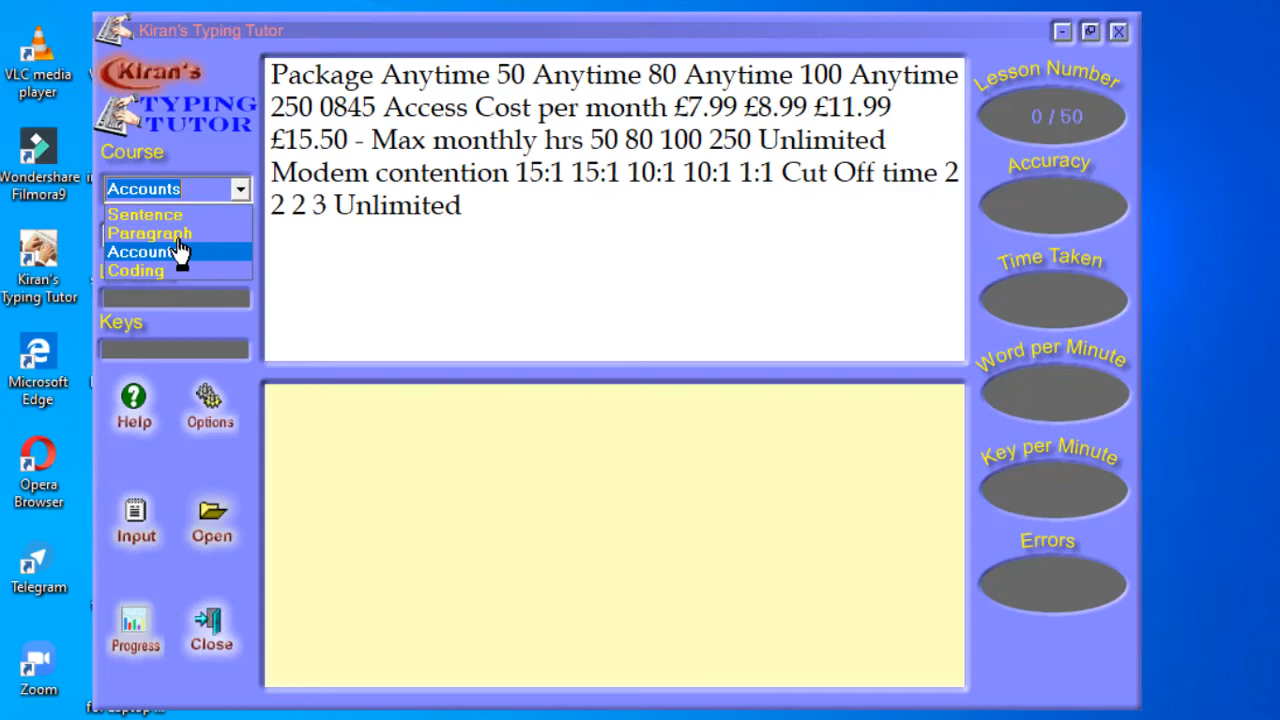 Kiran's Typing Tutor
VLC media
player
Wondershare
Filmora9
Kiran's
Typing Tutor
Microsoft
Edge
Opera
Browser
Telegram
Zoom
Kiran's
TYPING
TUTOR
Course
Accounts
Sentence
Paragraph
Account
Coding
Keys
Help
Options
Input
Open
Progress
Close
Package Anytime 50 Anytime 80 Anytime 100 Anytime
250 0845 Access Cost per month £7.99 £8.99 £11.99
£15.50 - Max monthly hrs 50 80 100 250 Unlimited
Modem contention 15:1 15:1 10:1 10:1 1:1 Cut Off time 2
2 2 3 Unlimited
Lesson Number
0 / 50
Accuracy
Time Taken
Word per Minute
Key per Minute
Errors